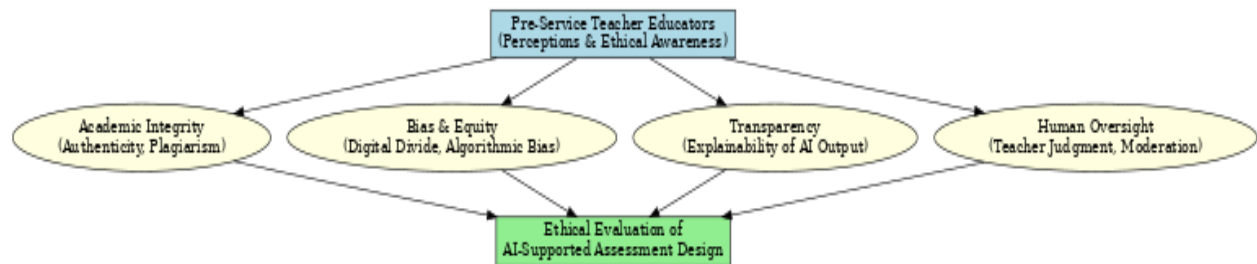 Pre-Service Teacher Educators
(Perceptions & Ethical Awareness)
Academic Integrity
(Authenticity, Plagiarism)
Bias & Equity
(Digital Divide, Algorithmic Bias)
Transparency
(Explainability of AI Output)
Human Oversight
(Teacher Judgment, Moderation)
Ethical Evaluation of
AI-Supported Assessment Design